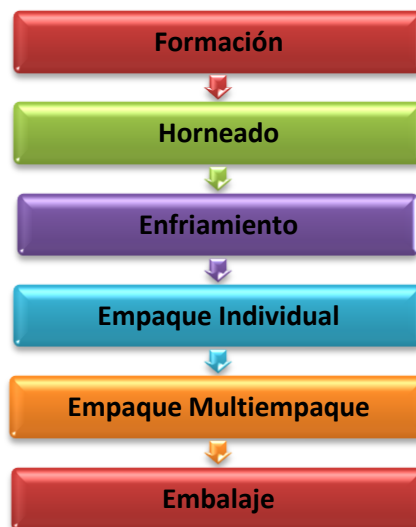 Formación
Horneado
Enfriamiento
Empaque Individual
Empaque Multiempaque
Embalaje